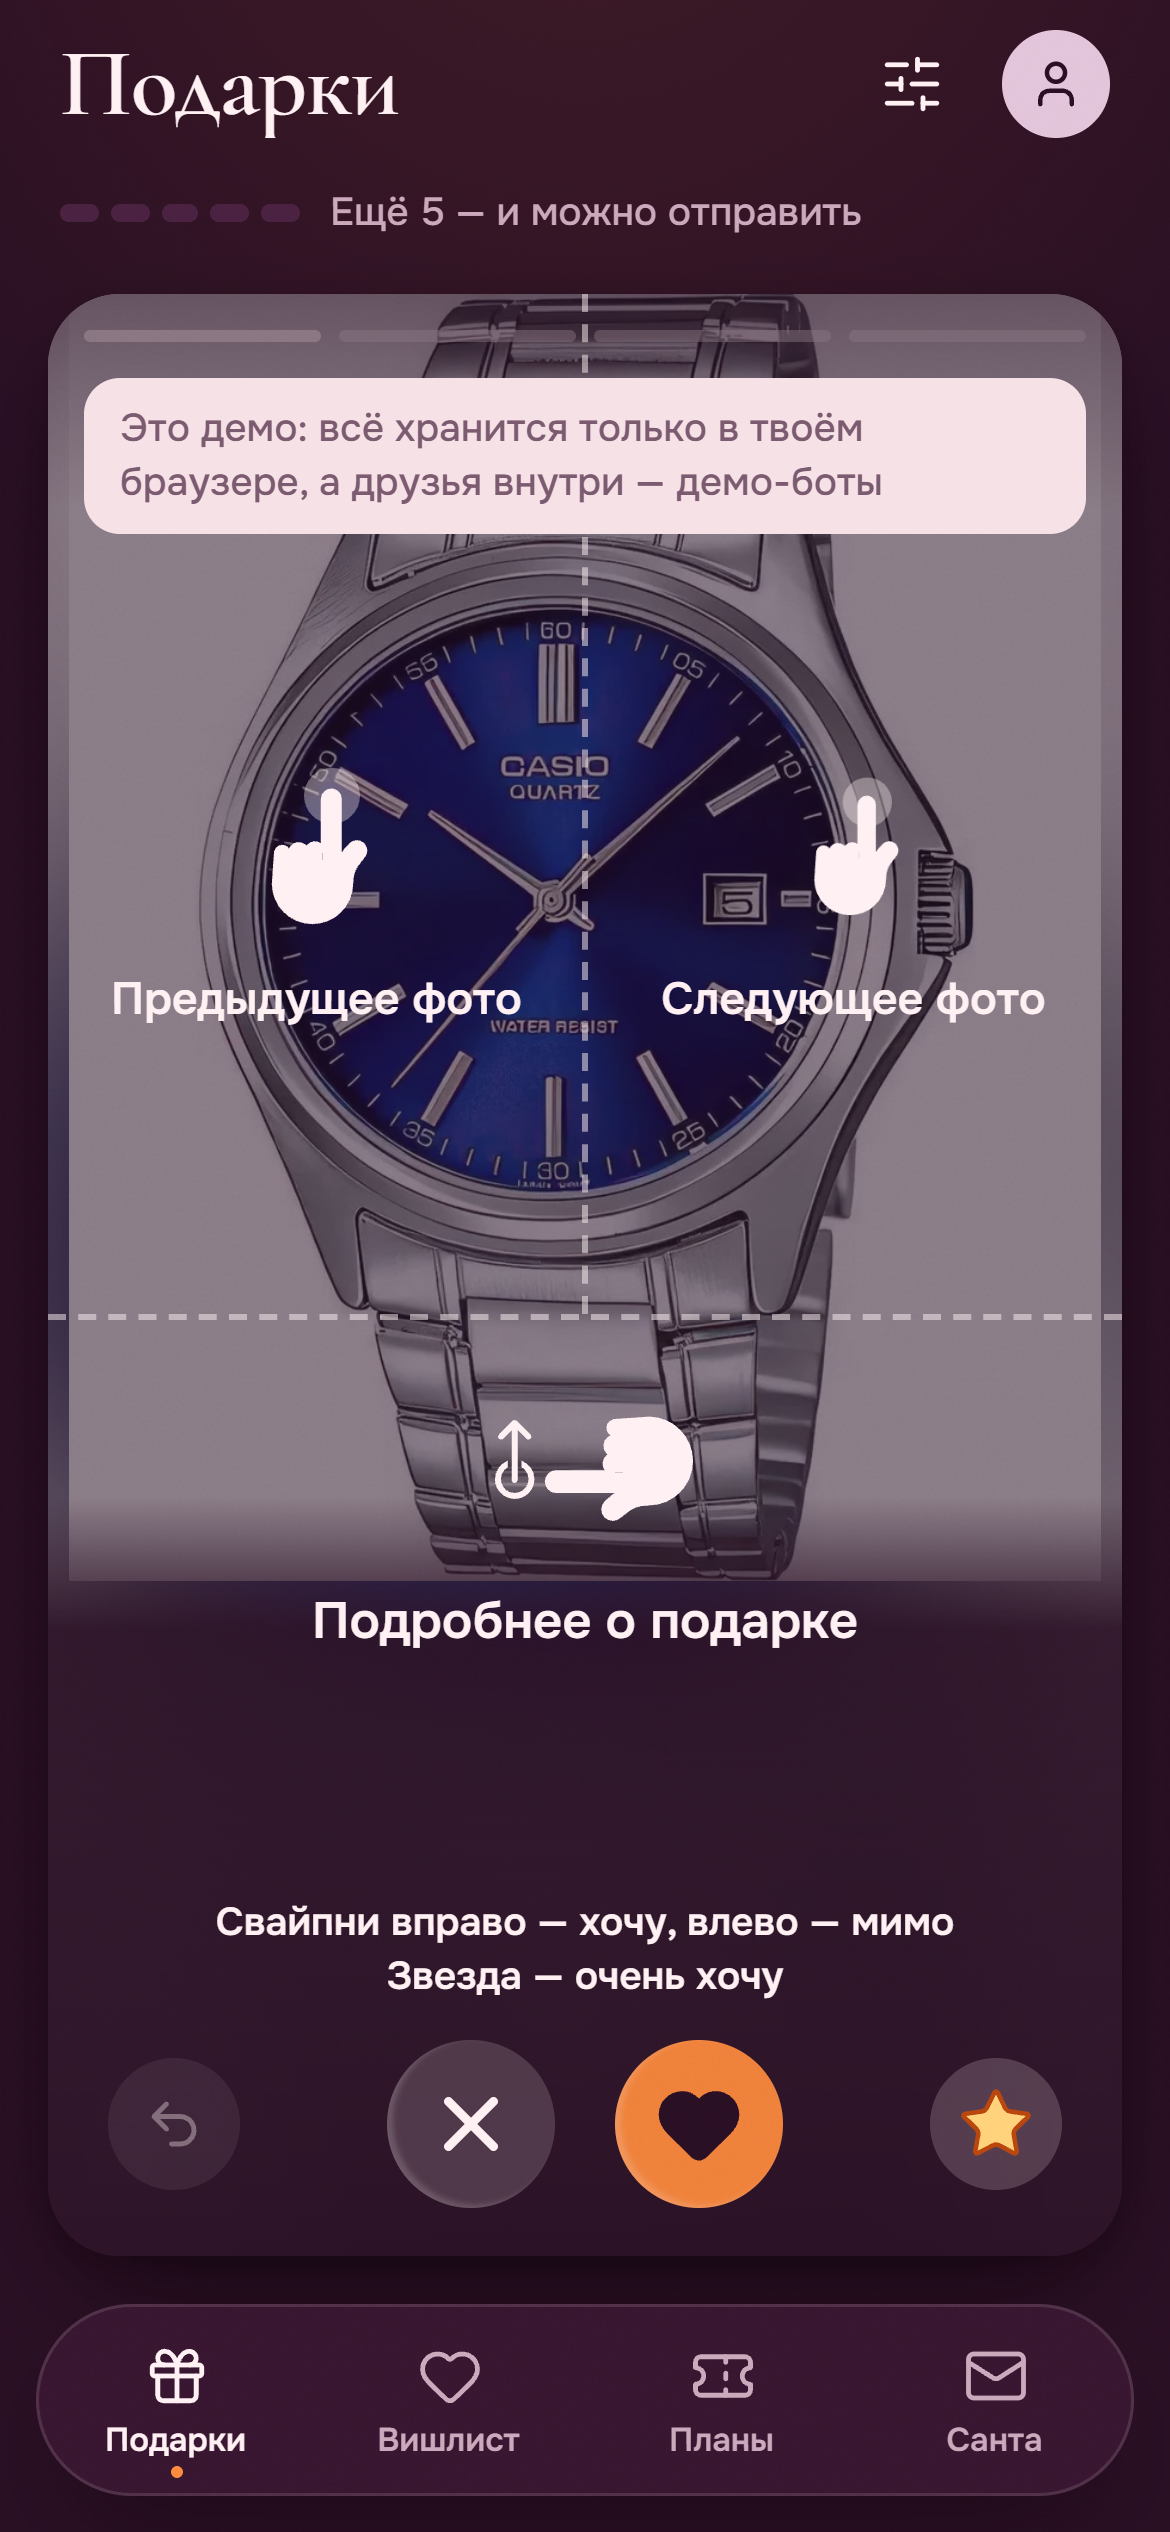 Подарки
Ещё 5 — и можно отправить
Это демо: всё хранится только в твоём
браузере, а друзья внутри — демо-боты
60
55
05
50
10
CASIO
QUARTZ
5
Предыдущее фото
Следующее фото
WATER RESIST
40
20
35
25
30
Подробнее о подарке
Свайпни вправо — хочу, влево — мимо
Звезда — очень хочу
Подарки
Вишлист
Планы
Санта